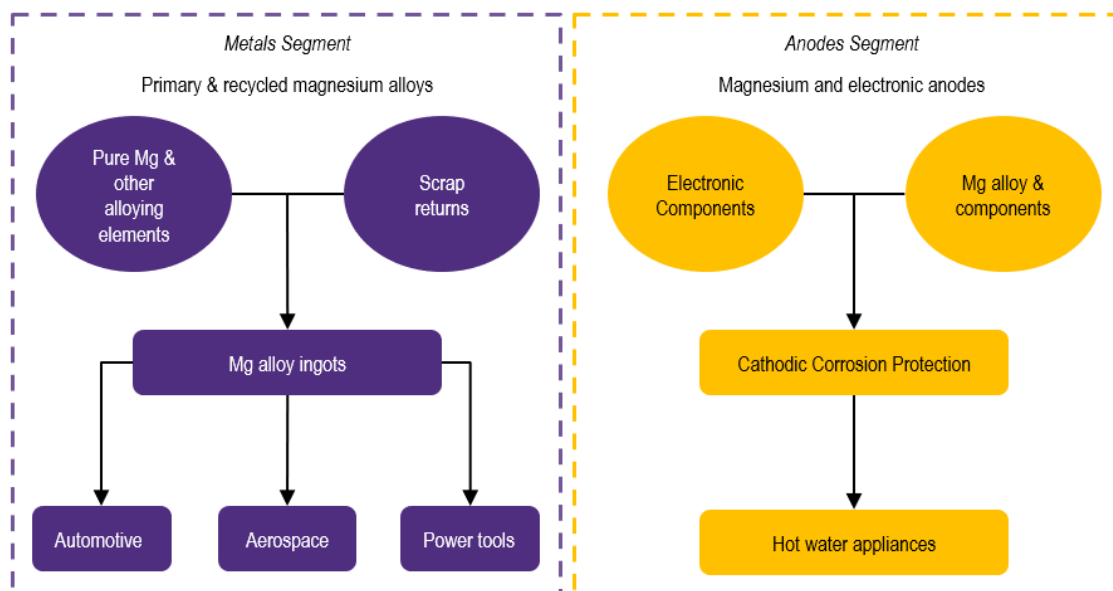 Metals Segment
Primary & recycled magnesium alloys
Pure Mg &
other
alloying
elements
Scrap
returns
Mg alloy ingots
Automotive
Aerospace
Power tools
Anodes Segment
Magnesium and electronic anodes
Electronic
Components
Mg alloy &
components
Cathodic Corrosion Protection
Hot water appliances